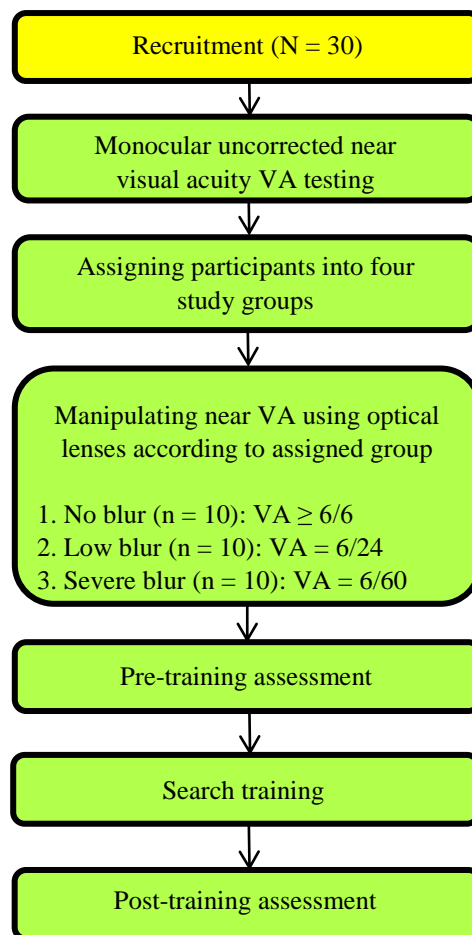 Recruitment (N = 30)
Monocular uncorrected near
visual acuity VA testing
Assigning participants into four
study groups
Manipulating near VA using optical
lenses according to assigned group
1. No blur (n = 10): VA ≥ 6/6
2. Low blur (n = 10): VA = 6/24
3. Severe blur (n = 10): VA = 6/60
Pre-training assessment
Search training
Post-training assessment